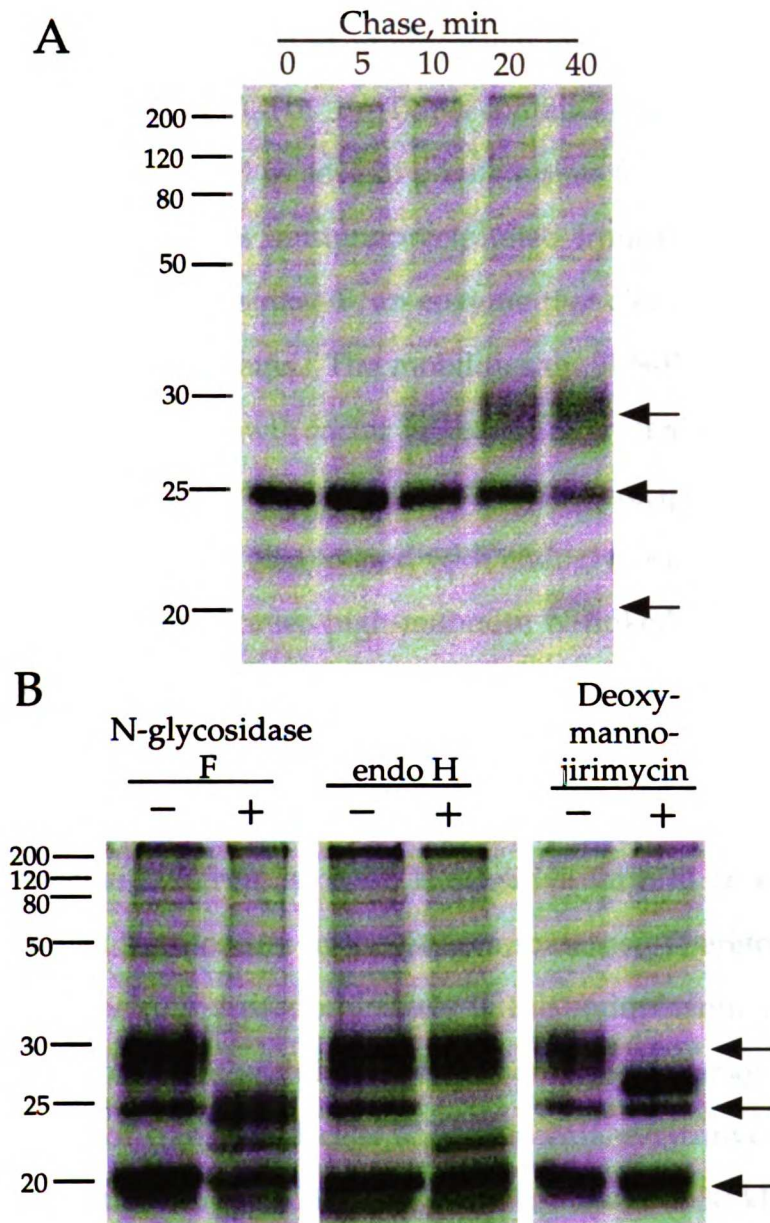 A
Chase, min
0 5 10 20 40
200
120
80
50
30
25
20
B
N-glycosidase
F
endo H
Deoxy-
manno-
jirimycin
− + − + − +
200
120
80
50
30
25
20